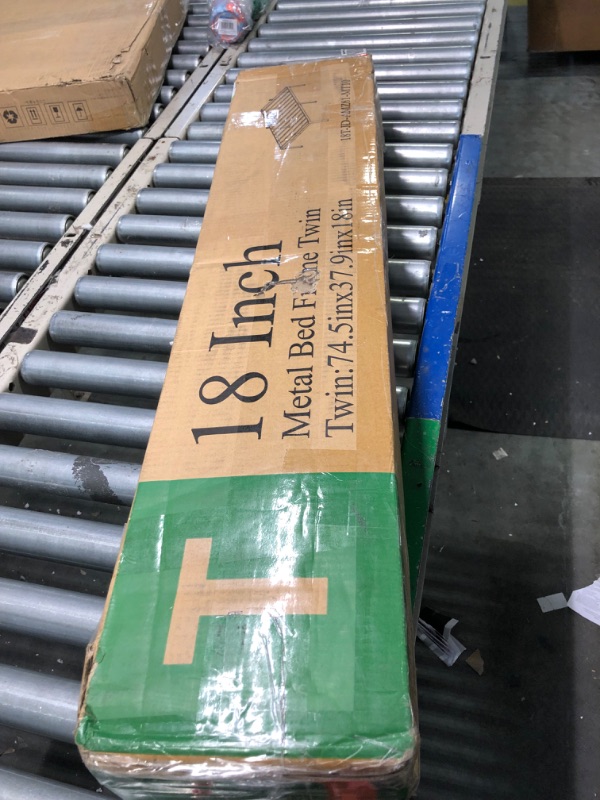 18 Inch
Metal Bed Frame Twin
Twin:74.5inx37.9inx18in
T